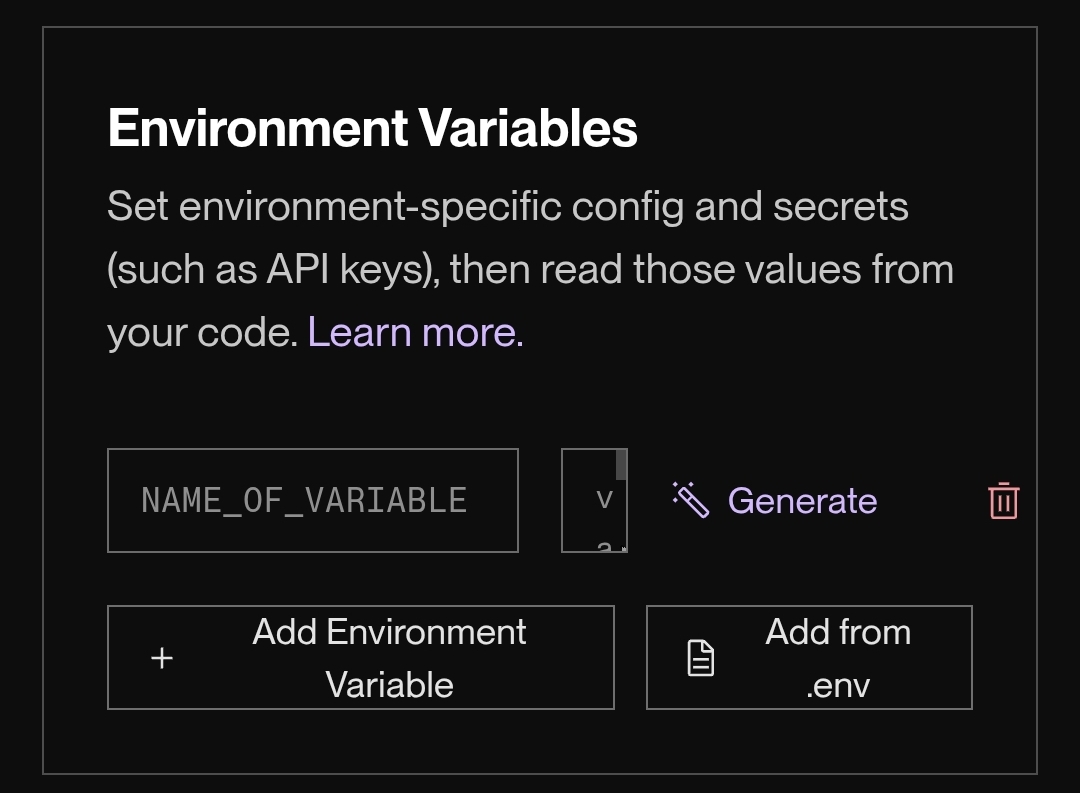 Environment Variables
Set environment-specific config and secrets
(such as API keys), then read those values from
your code. Learn more.
NAME_OF_VARIABLE
v
a
Generate
Add Environment
Variable
Add from
.env